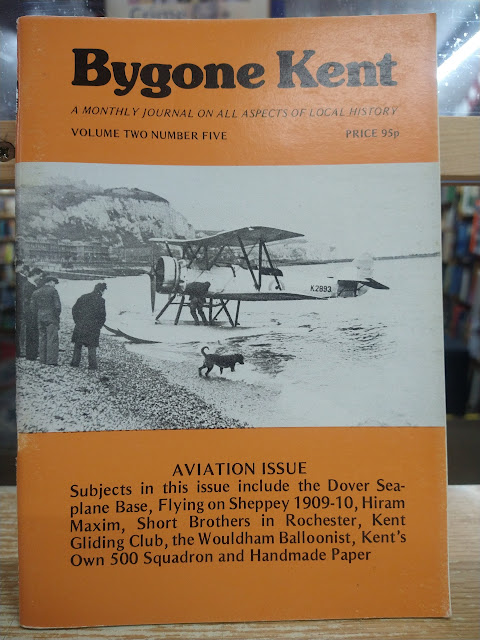 Bygone Kent
A MONTHLY JOURNAL ON ALL ASPECTS OF LOCAL HISTORY
VOLUME TWO NUMBER FIVE PRICE 95p
K2893
AVIATION ISSUE
Subjects in this issue include the Dover Sea-
plane Base, Flying on Sheppey 1909-10, Hiram
Maxim, Short Brothers in Rochester, Kent
Gliding Club, the Wouldham Balloonist, Kent's
Own 500 Squadron and Handmade Paper